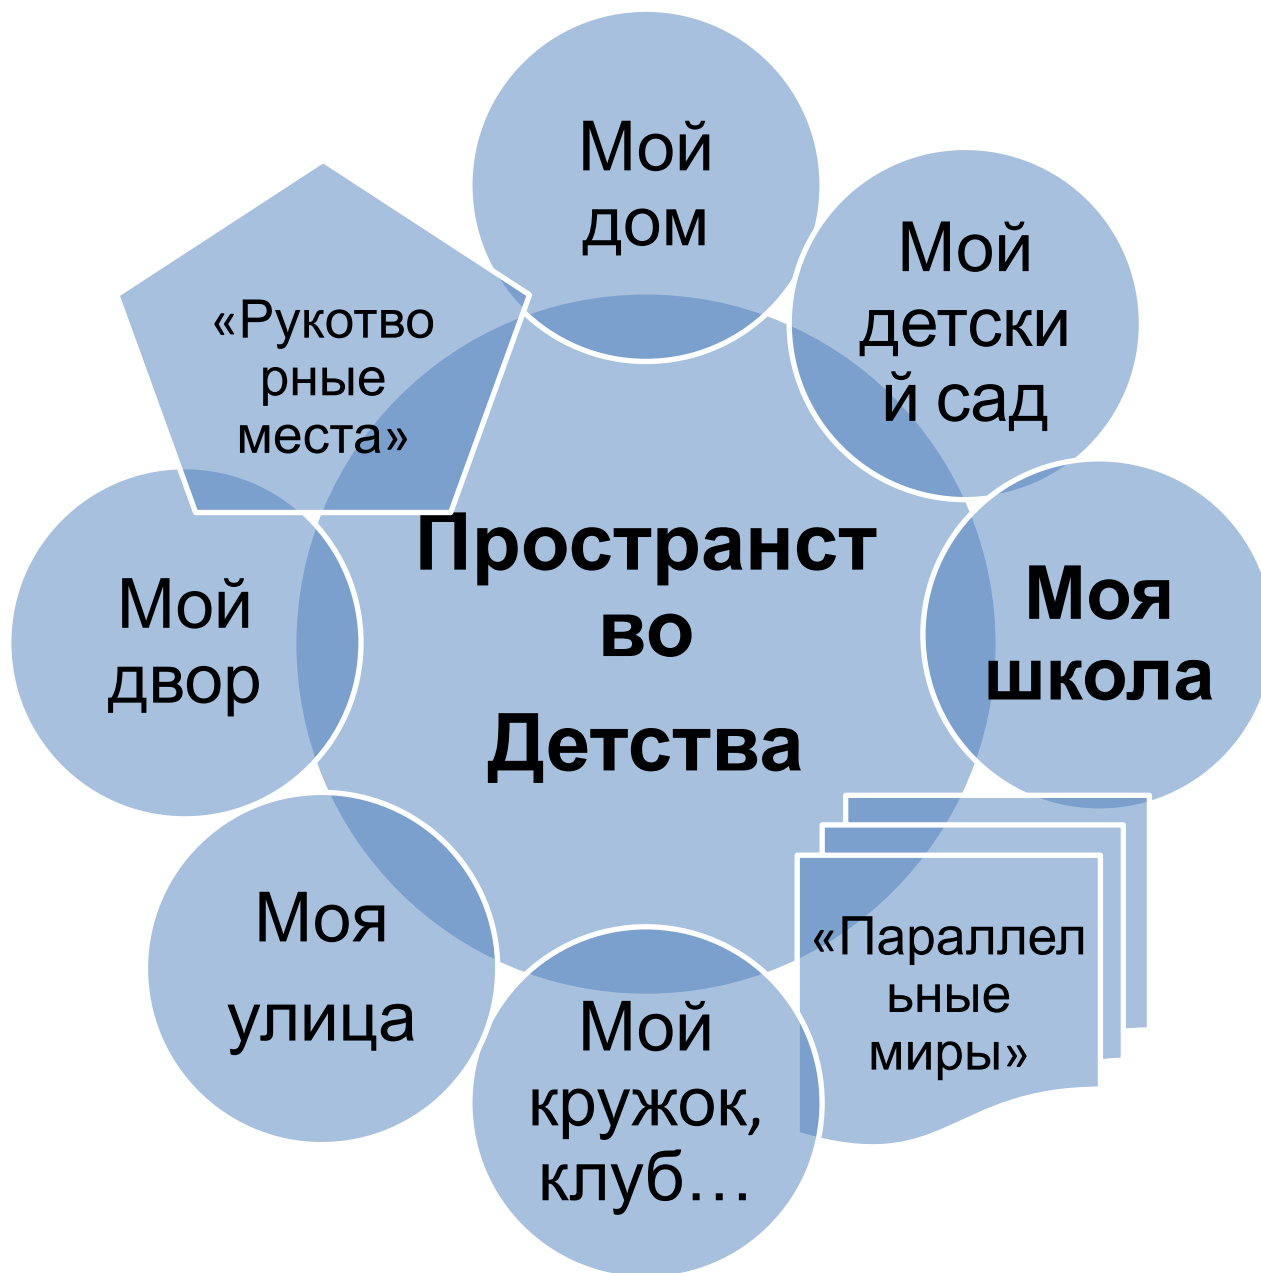 Мой
дом
Мой
детски
й сад
«Рукотво
рные
места»
Пространст
во
Детства
Моя
школа
Мой
двор
Моя
улица
Мой
кружок,
клуб…
«Параллел
ьные
миры»